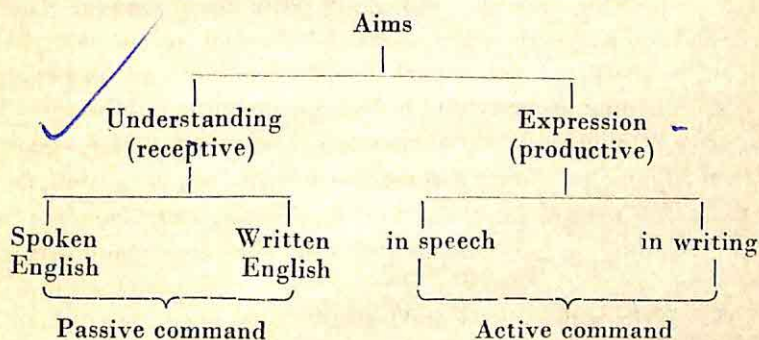 Aims
Understanding Expression
(receptive) (productive)
Spoken Written in speech in writing
English English
Passive command Active command